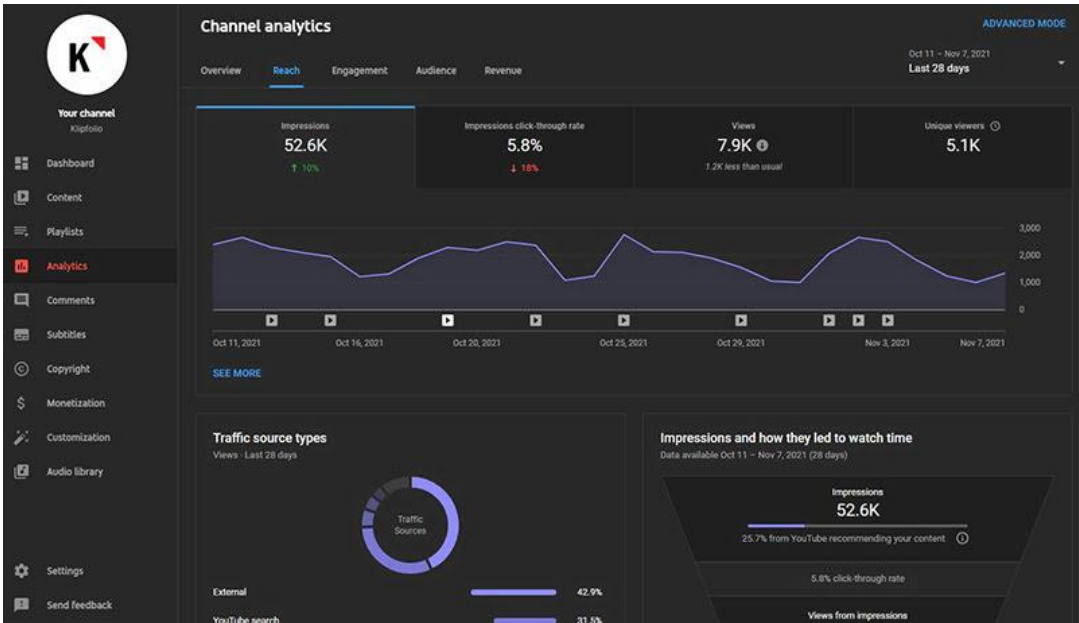 K
Your channel
Klipfolio
Dashboard
Content
Playlists
Analytics
Comments
Subtitles
Copyright
Monetization
Customization
Audio library
Settings
Send feedback
Channel analytics
ADVANCED MODE
Overview Reach Engagement Audience Revenue
Oct 11 – Nov 7, 2021
Last 28 days
Impressions
52.6K
↑ 10%
Impressions click-through rate
5.8%
↓ 18%
Views
7.9K
1.2K less than usual
Unique viewers
5.1K
3,000
2,000
1,000
0
Oct 11, 2021 Oct 16, 2021 Oct 20, 2021 Oct 25, 2021 Oct 29, 2021 Nov 3, 2021 Nov 7, 2021
SEE MORE
Traffic source types
Views · Last 28 days
Traffic
Sources
External 42.9%
YouTube search 31.5%
Impressions and how they led to watch time
Data available Oct 11 – Nov 7, 2021 (28 days)
Impressions
52.6K
25.7% from YouTube recommending your content
5.8% click-through rate
Views from impressions